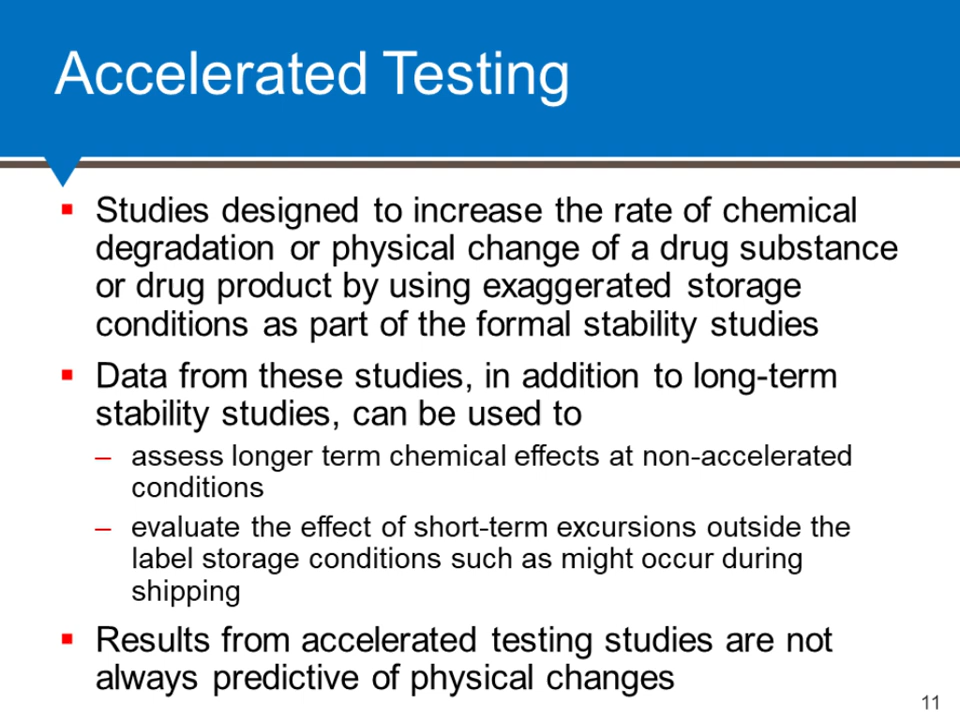 Accelerated Testing
▪ Studies designed to increase the rate of chemical
degradation or physical change of a drug substance
or drug product by using exaggerated storage
conditions as part of the formal stability studies
▪ Data from these studies, in addition to long-term
stability studies, can be used to
– assess longer term chemical effects at non-accelerated
conditions
– evaluate the effect of short-term excursions outside the
label storage conditions such as might occur during
shipping
▪ Results from accelerated testing studies are not
always predictive of physical changes
11